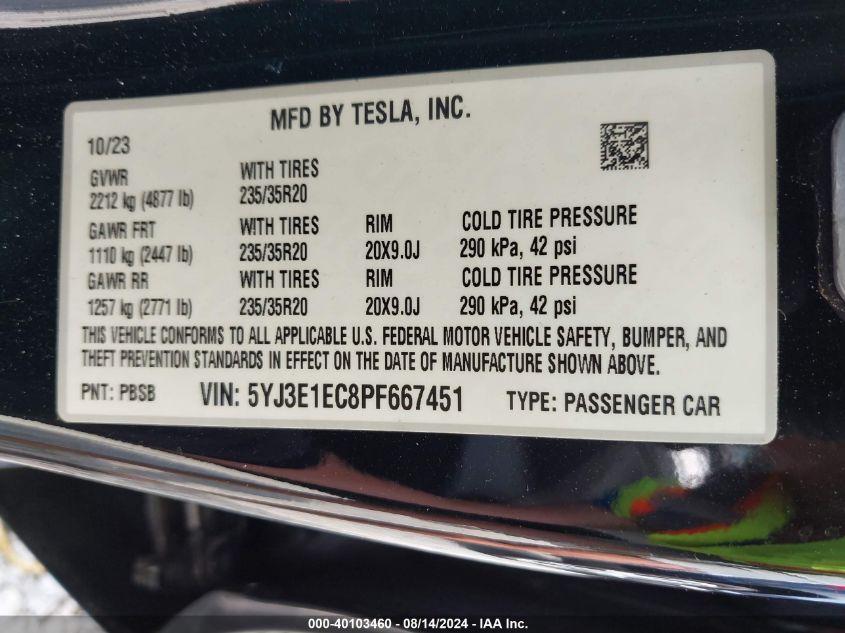 MFD BY TESLA, INC.
10/23
GVWR WITH TIRES
2212 kg (4877 lb) 235/35R20
GAWR FRT WITH TIRES RIM COLD TIRE PRESSURE
1110 kg (2447 lb) 235/35R20 20X9.0J 290 kPa, 42 psi
GAWR RR WITH TIRES RIM COLD TIRE PRESSURE
1257 kg (2771 lb) 235/35R20 20X9.0J 290 kPa, 42 psi
THIS VEHICLE CONFORMS TO ALL APPLICABLE U.S. FEDERAL MOTOR VEHICLE SAFETY, BUMPER, AND
THEFT PREVENTION STANDARDS IN EFFECT ON THE DATE OF MANUFACTURE SHOWN ABOVE.
PNT: PBSB VIN: 5YJ3E1EC8PF667451 TYPE: PASSENGER CAR
000-40103460 - 08/14/2024 - IAA Inc.